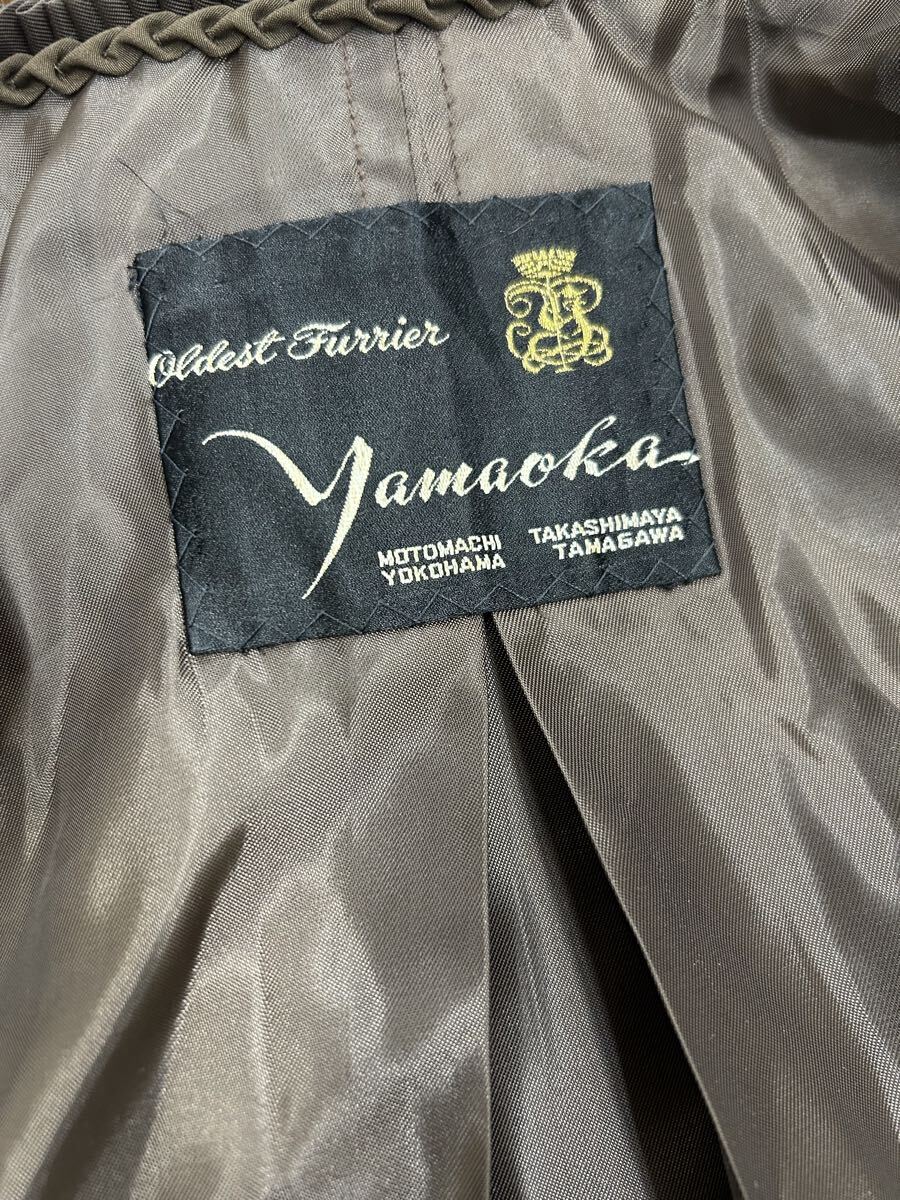 Oldest Furrier
Yamaoka
MOTOMACHI
YOKOHAMA
TAKASHIMAYA
TAMAGAWA